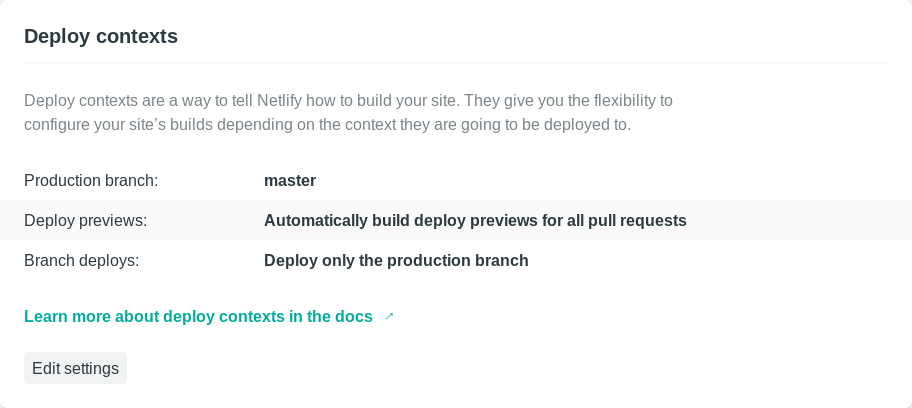 Deploy contexts
Deploy contexts are a way to tell Netlify how to build your site. They give you the flexibility to
configure your site’s builds depending on the context they are going to be deployed to.
Production branch: master
Deploy previews: Automatically build deploy previews for all pull requests
Branch deploys: Deploy only the production branch
Learn more about deploy contexts in the docs ↗
Edit settings